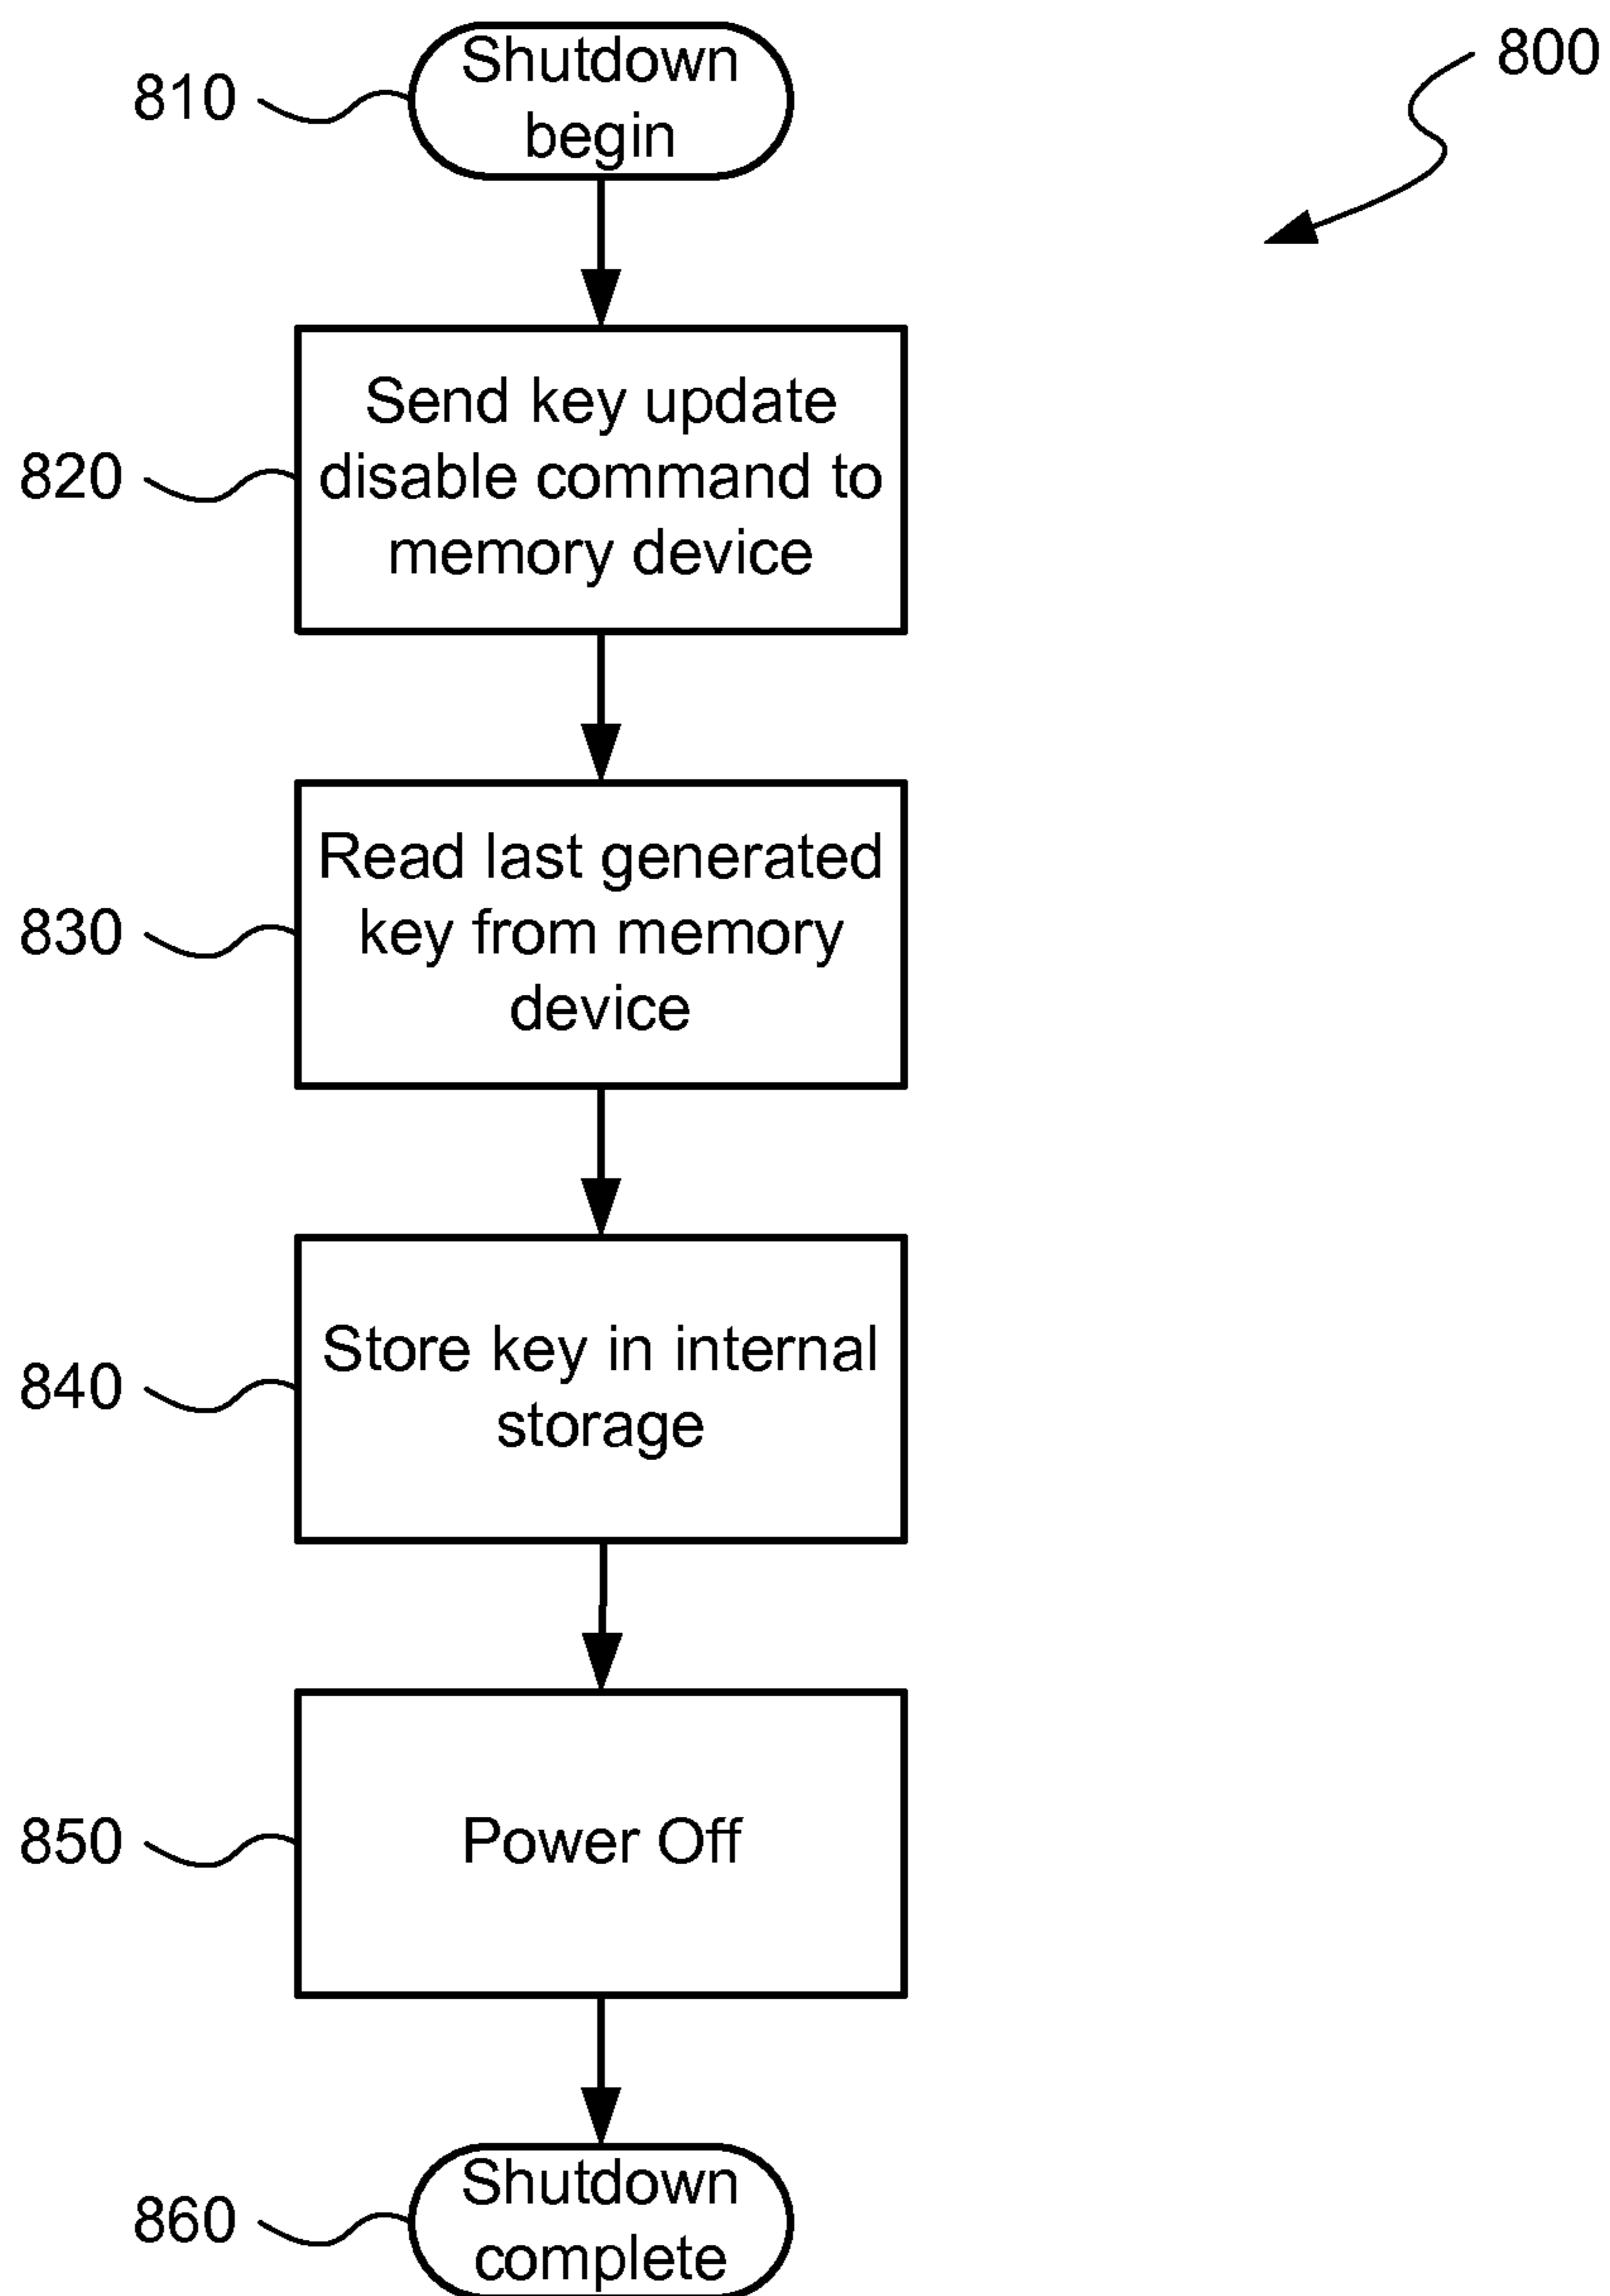 800
810
Shutdown
begin
820
Send key update
disable command to
memory device
830
Read last generated
key from memory
device
840
Store key in internal
storage
850
Power Off
860
Shutdown
complete